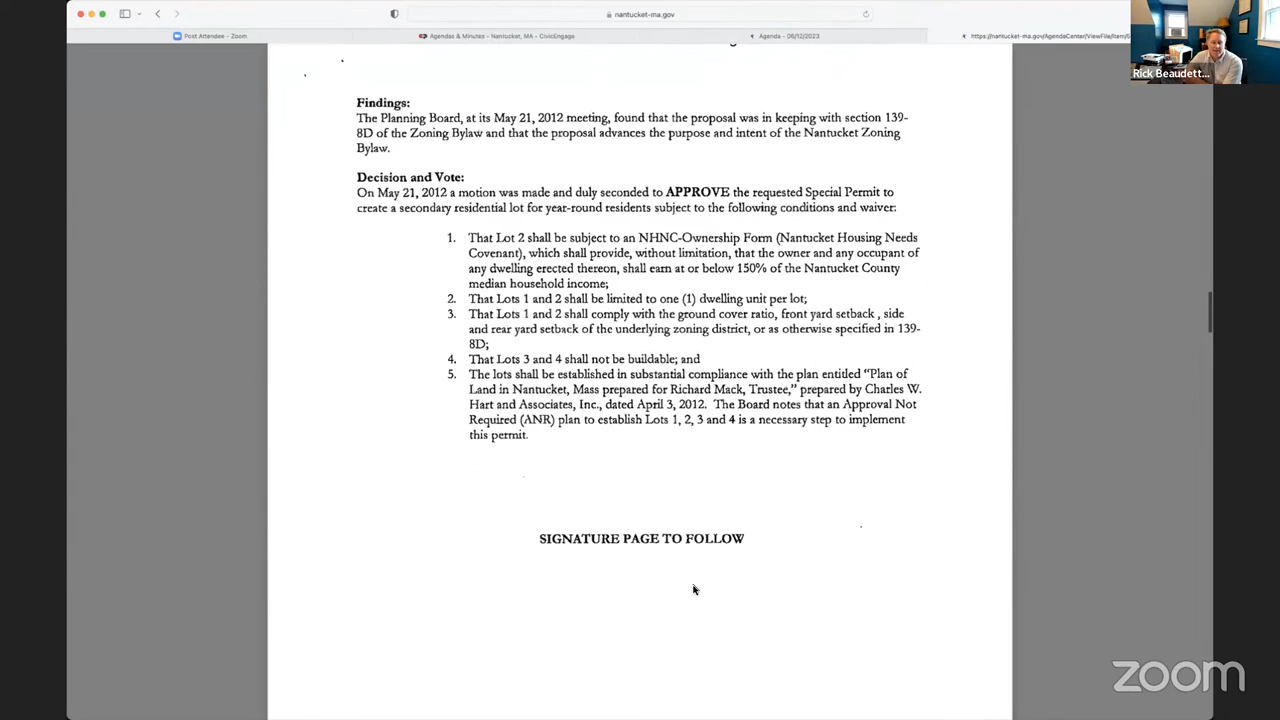 nantucket-ma.gov
Post Attendee - Zoom
Agendas & Minutes - Nantucket, MA - CivicEngage
Agenda - 06/12/2023
https://nantucket-ma.gov/AgendaCenter/ViewFile/Item/
Rick Beaudett...
Findings:
The Planning Board, at its May 21, 2012 meeting, found that the proposal was in keeping with section 139-
8D of the Zoning Bylaw and that the proposal advances the purpose and intent of the Nantucket Zoning
Bylaw.
Decision and Vote:
On May 21, 2012 a motion was made and duly seconded to APPROVE the requested Special Permit to
create a secondary residential lot for year-round residents subject to the following conditions and waiver:
1. That Lot 2 shall be subject to an NHNC-Ownership Form (Nantucket Housing Needs
Covenant), which shall provide, without limitation, that the owner and any occupant of
any dwelling erected thereon, shall earn at or below 150% of the Nantucket County
median household income;
2. That Lots 1 and 2 shall be limited to one (1) dwelling unit per lot;
3. That Lots 1 and 2 shall comply with the ground cover ratio, front yard setback , side
and rear yard setback of the underlying zoning district, or as otherwise specified in 139-
8D;
4. That Lots 3 and 4 shall not be buildable; and
5. The lots shall be established in substantial compliance with the plan entitled “Plan of
Land in Nantucket, Mass prepared for Richard Mack, Trustee,” prepared by Charles W.
Hart and Associates, Inc., dated April 3, 2012. The Board notes that an Approval Not
Required (ANR) plan to establish Lots 1, 2, 3 and 4 is a necessary step to implement
this permit.
SIGNATURE PAGE TO FOLLOW
zoom